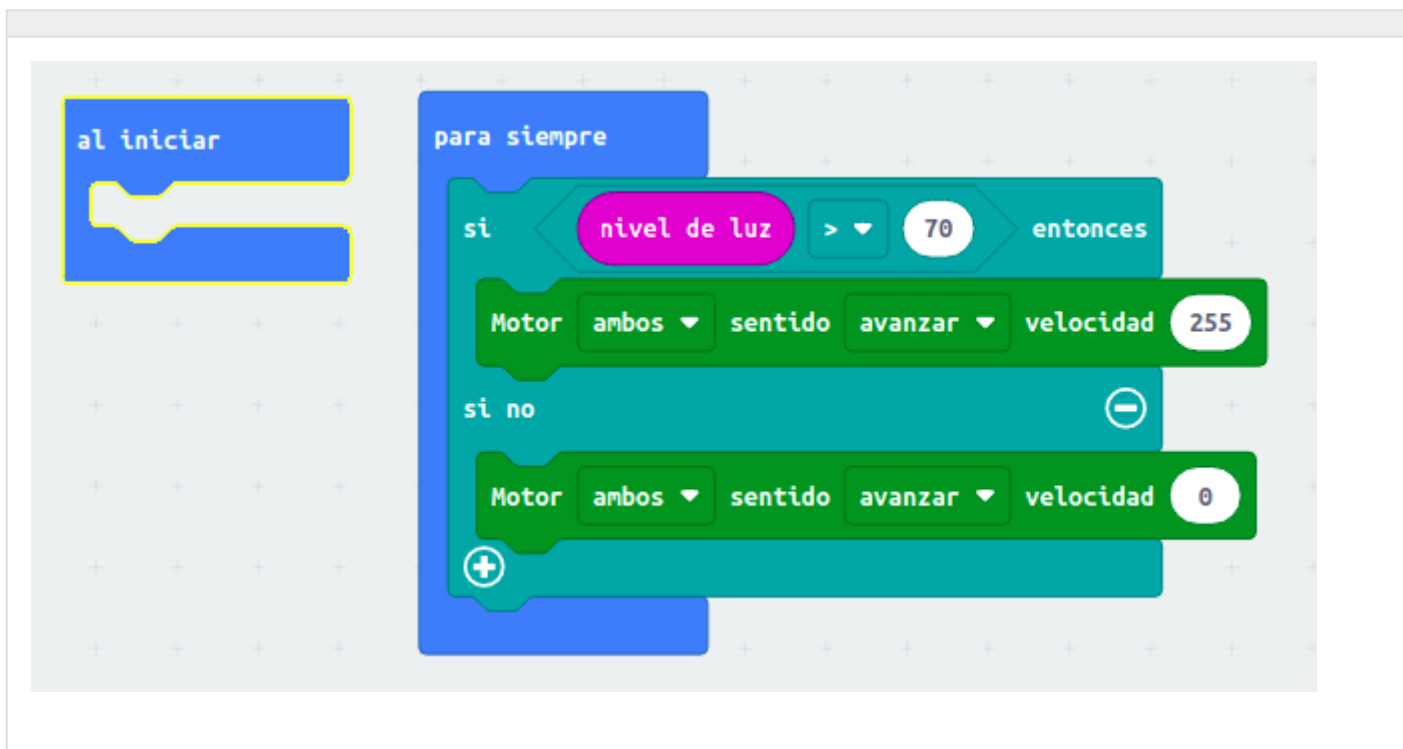 al iniciar
para siempre
si nivel de luz > 70 entonces
Motor ambos sentido avanzar velocidad 255
si no
Motor ambos sentido avanzar velocidad 0